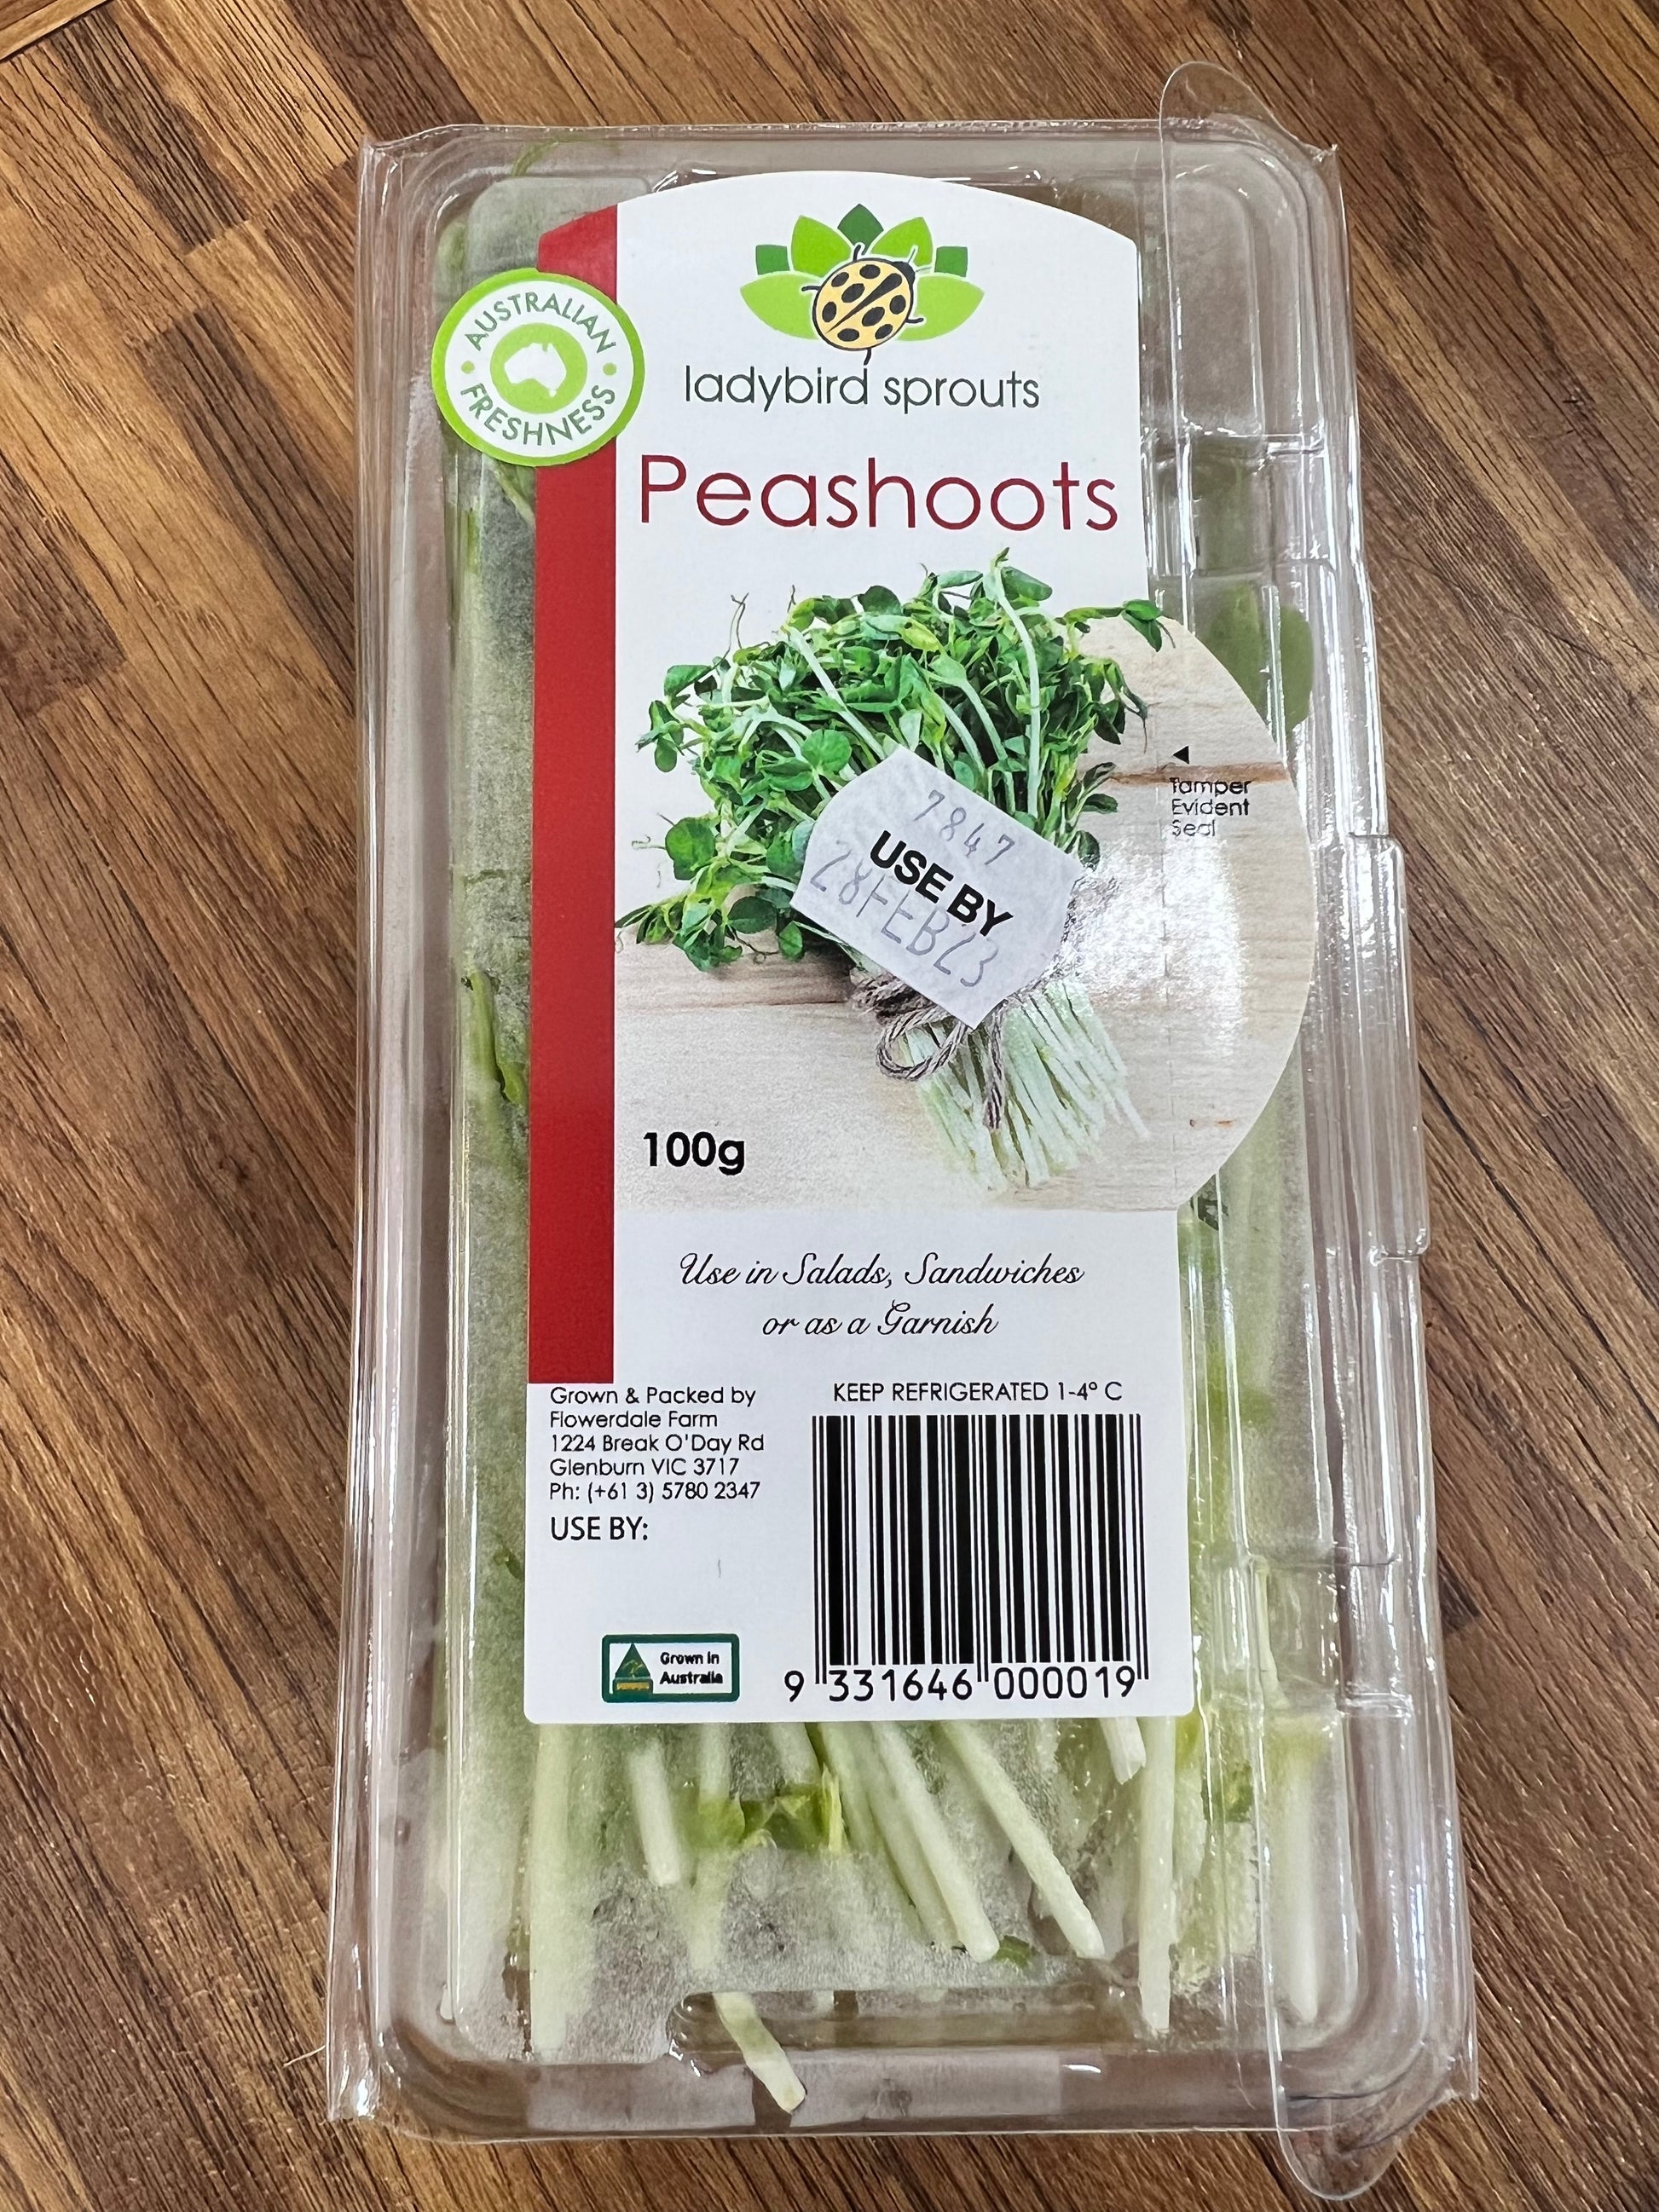 AUSTRALIAN
FRESHNESS
ladybird sprouts
Peashoots
Tamper
Evident
Seal
7847
USE BY
28FEB23
100g
Use in Salads, Sandwiches
or as a Garnish
Grown & Packed by
Flowerdale Farm
1224 Break O'Day Rd
Glenburn VIC 3717
Ph: (+61 3) 5780 2347
USE BY:
KEEP REFRIGERATED 1-4° C
Grown in
Australia
9 331646 000019